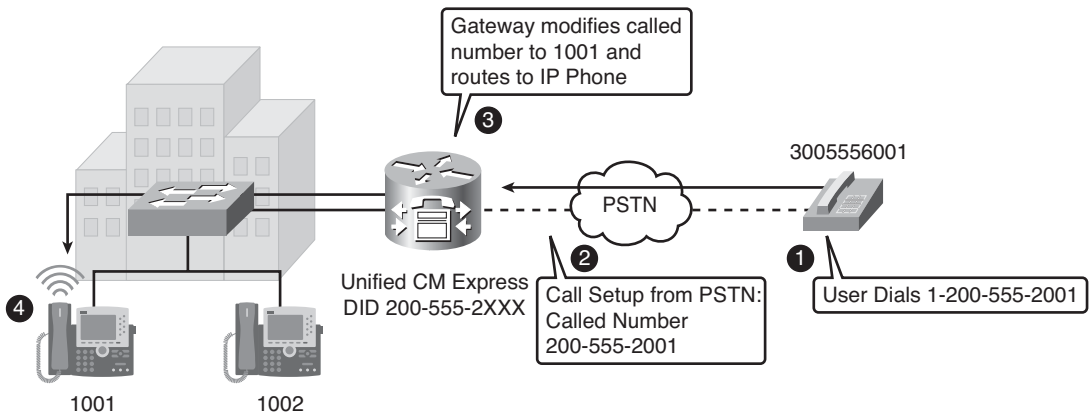 Gateway modifies called
number to 1001 and
routes to IP Phone
3
3005556001
PSTN
2
1
Unified CM Express
DID 200-555-2XXX
Call Setup from PSTN:
Called Number
200-555-2001
User Dials 1-200-555-2001
4
1001
1002